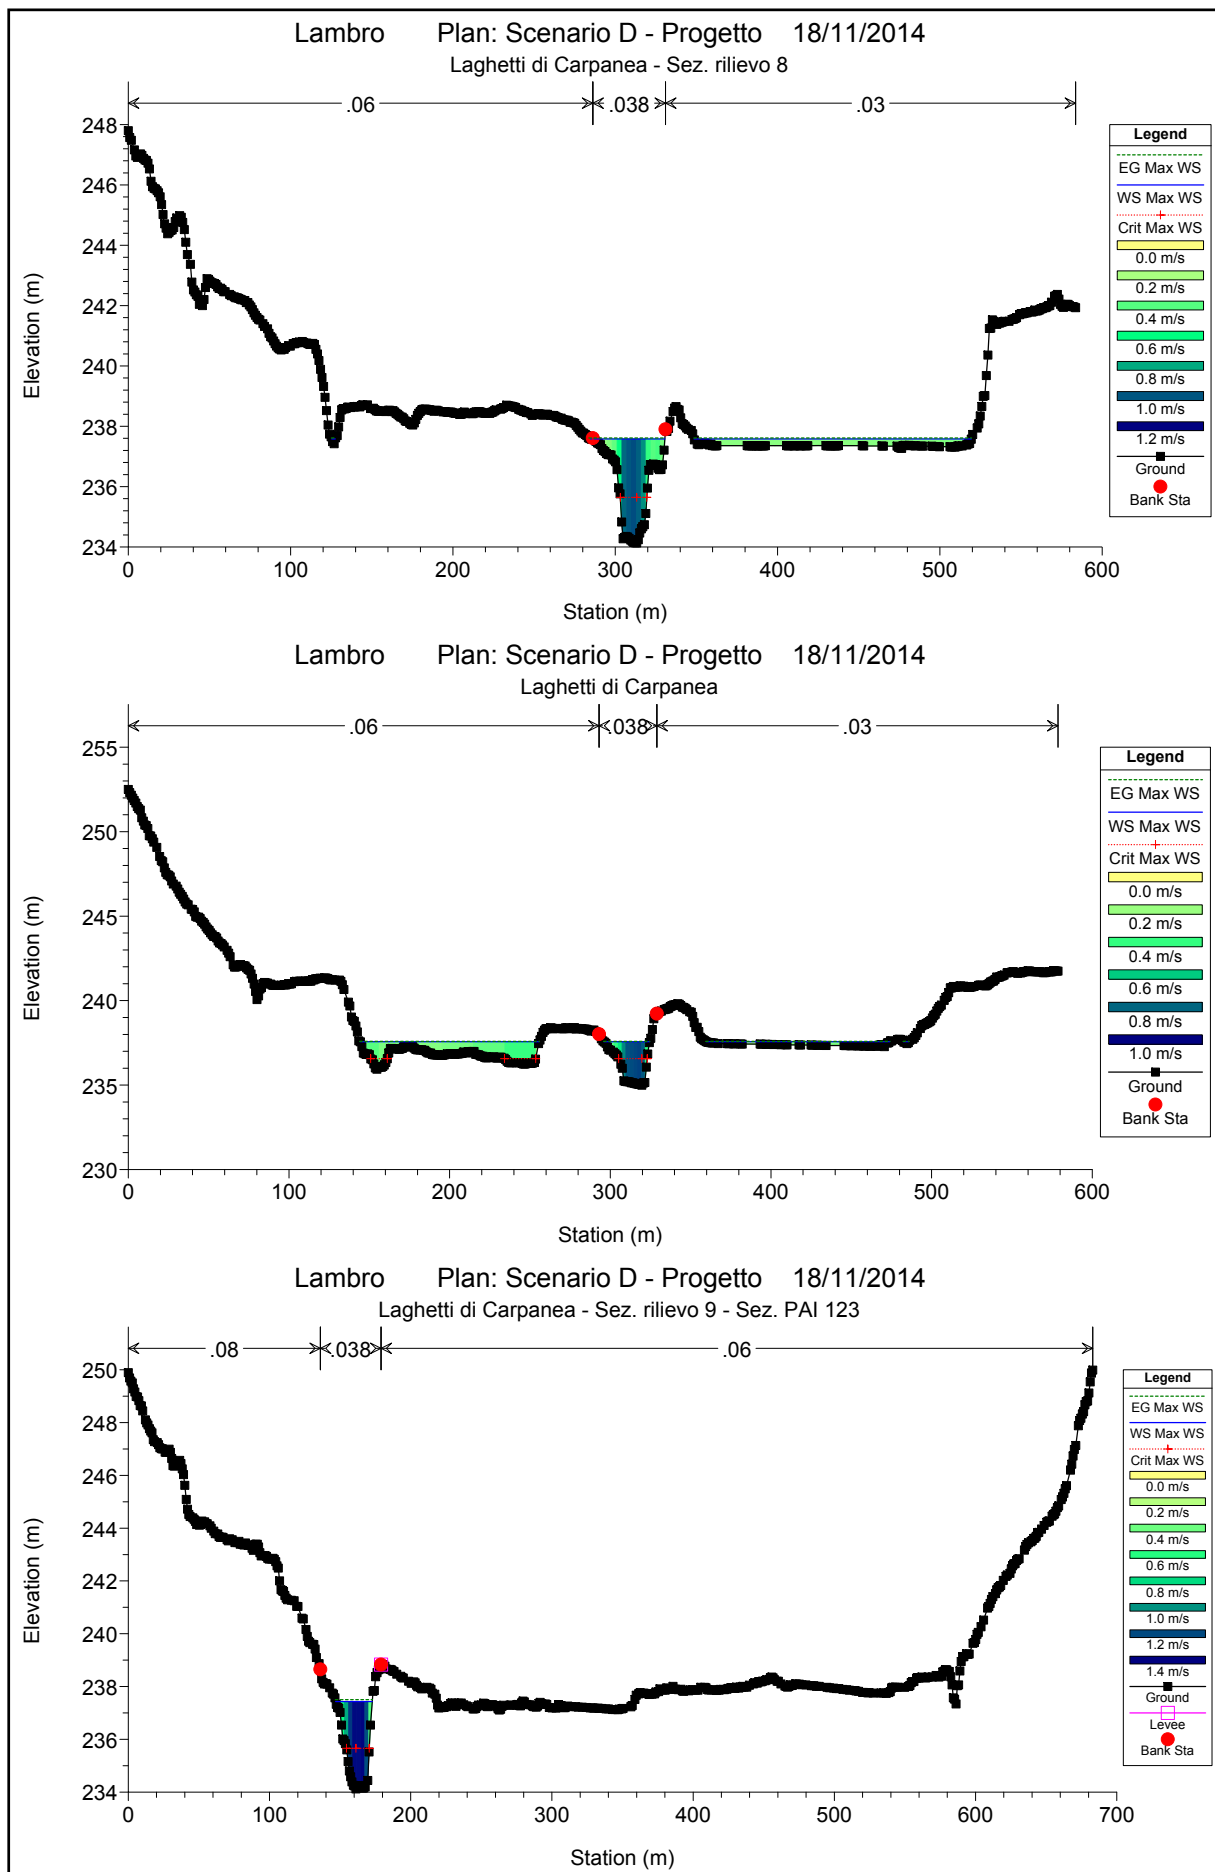 Lambro Plan: Scenario D - Progetto 18/11/2014
Laghetti di Carpanea - Sez. rilievo 8
.06 .038 .03
248
246
244
242
240
238
236
234
0 100 200 300 400 500 600
Station (m)
Elevation (m)
Legend
EG Max WS
WS Max WS
Crit Max WS
0.0 m/s
0.2 m/s
0.4 m/s
0.6 m/s
0.8 m/s
1.0 m/s
1.2 m/s
Ground
Bank Sta
Lambro Plan: Scenario D - Progetto 18/11/2014
Laghetti di Carpanea
.06 .038 .03
255
250
245
240
235
230
0 100 200 300 400 500 600
Station (m)
Elevation (m)
Legend
EG Max WS
WS Max WS
Crit Max WS
0.0 m/s
0.2 m/s
0.4 m/s
0.6 m/s
0.8 m/s
1.0 m/s
Ground
Bank Sta
Lambro Plan: Scenario D - Progetto 18/11/2014
Laghetti di Carpanea - Sez. rilievo 9 - Sez. PAI 123
.08 .038 .06
250
248
246
244
242
240
238
236
234
0 100 200 300 400 500 600 700
Station (m)
Elevation (m)
Legend
EG Max WS
WS Max WS
Crit Max WS
0.0 m/s
0.2 m/s
0.4 m/s
0.6 m/s
0.8 m/s
1.0 m/s
1.2 m/s
1.4 m/s
Ground
Levee
Bank Sta